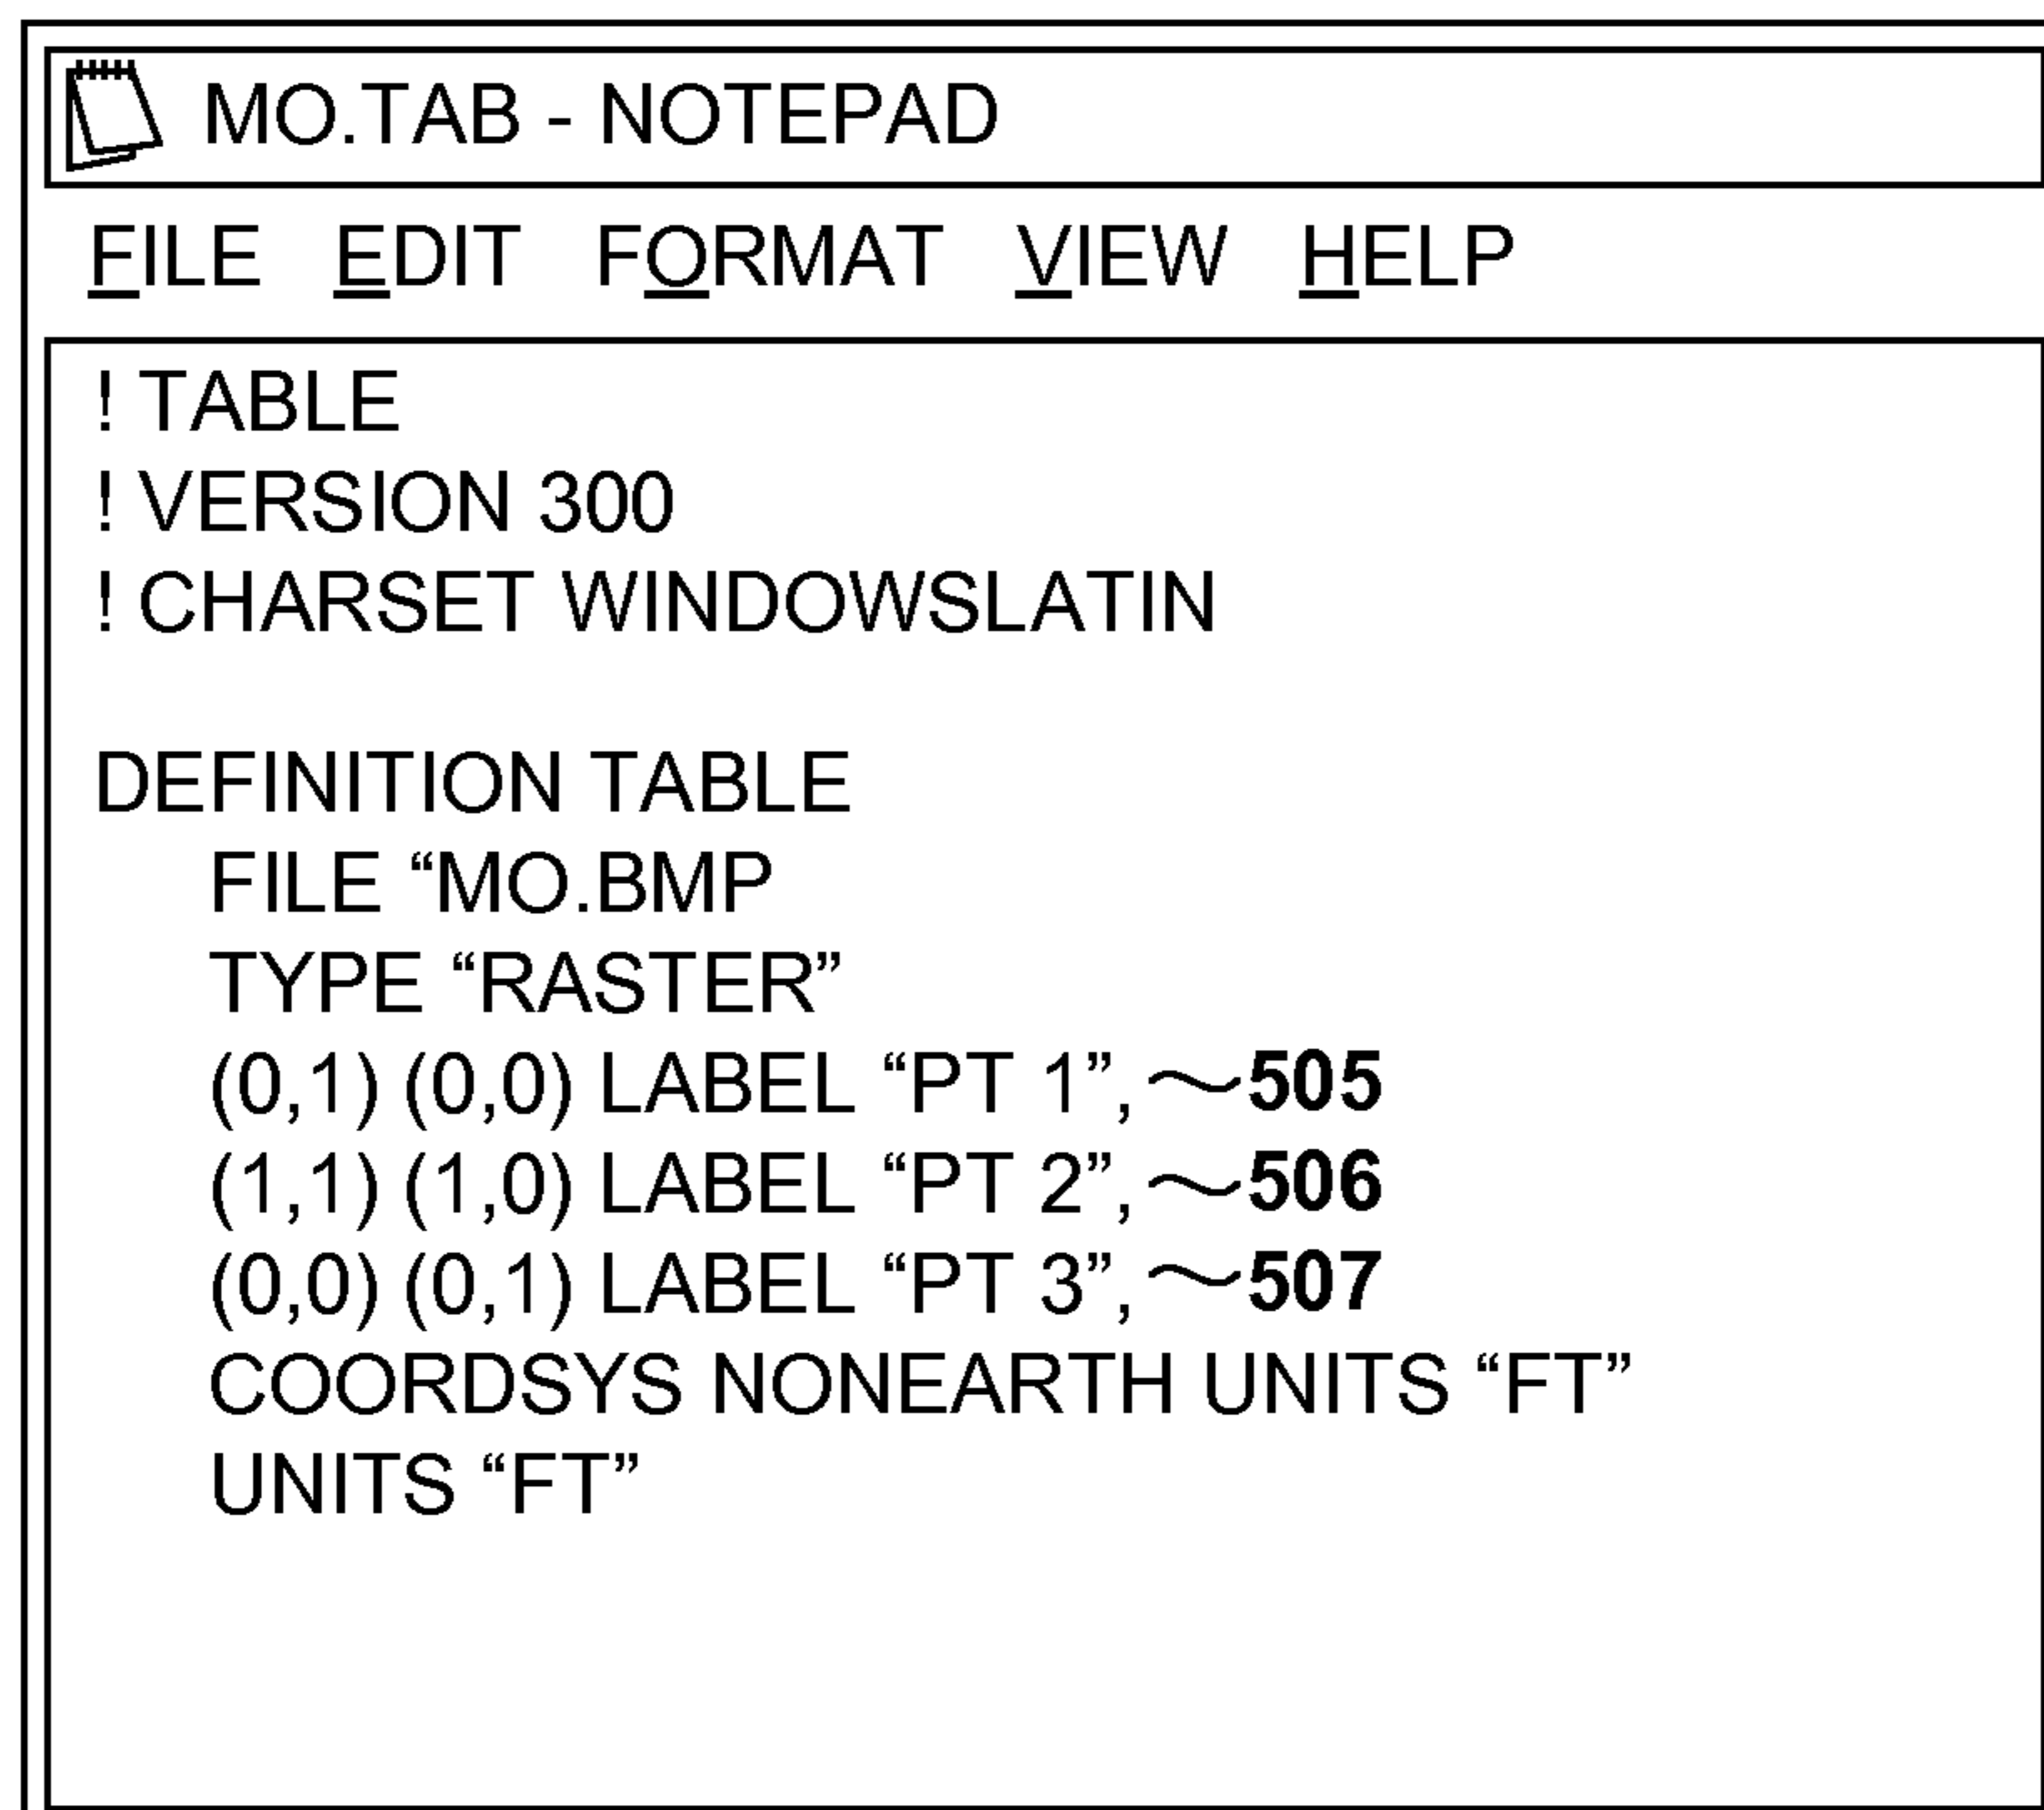 MO.TAB - NOTEPAD
FILE EDIT FORMAT VIEW HELP
! TABLE
! VERSION 300
! CHARSET WINDOWSLATIN
DEFINITION TABLE
FILE “MO.BMP
TYPE “RASTER”
(0,1) (0,0) LABEL “PT 1”, 505
(1,1) (1,0) LABEL “PT 2”, 506
(0,0) (0,1) LABEL “PT 3”, 507
COORDSYS NONEARTH UNITS “FT”
UNITS “FT”